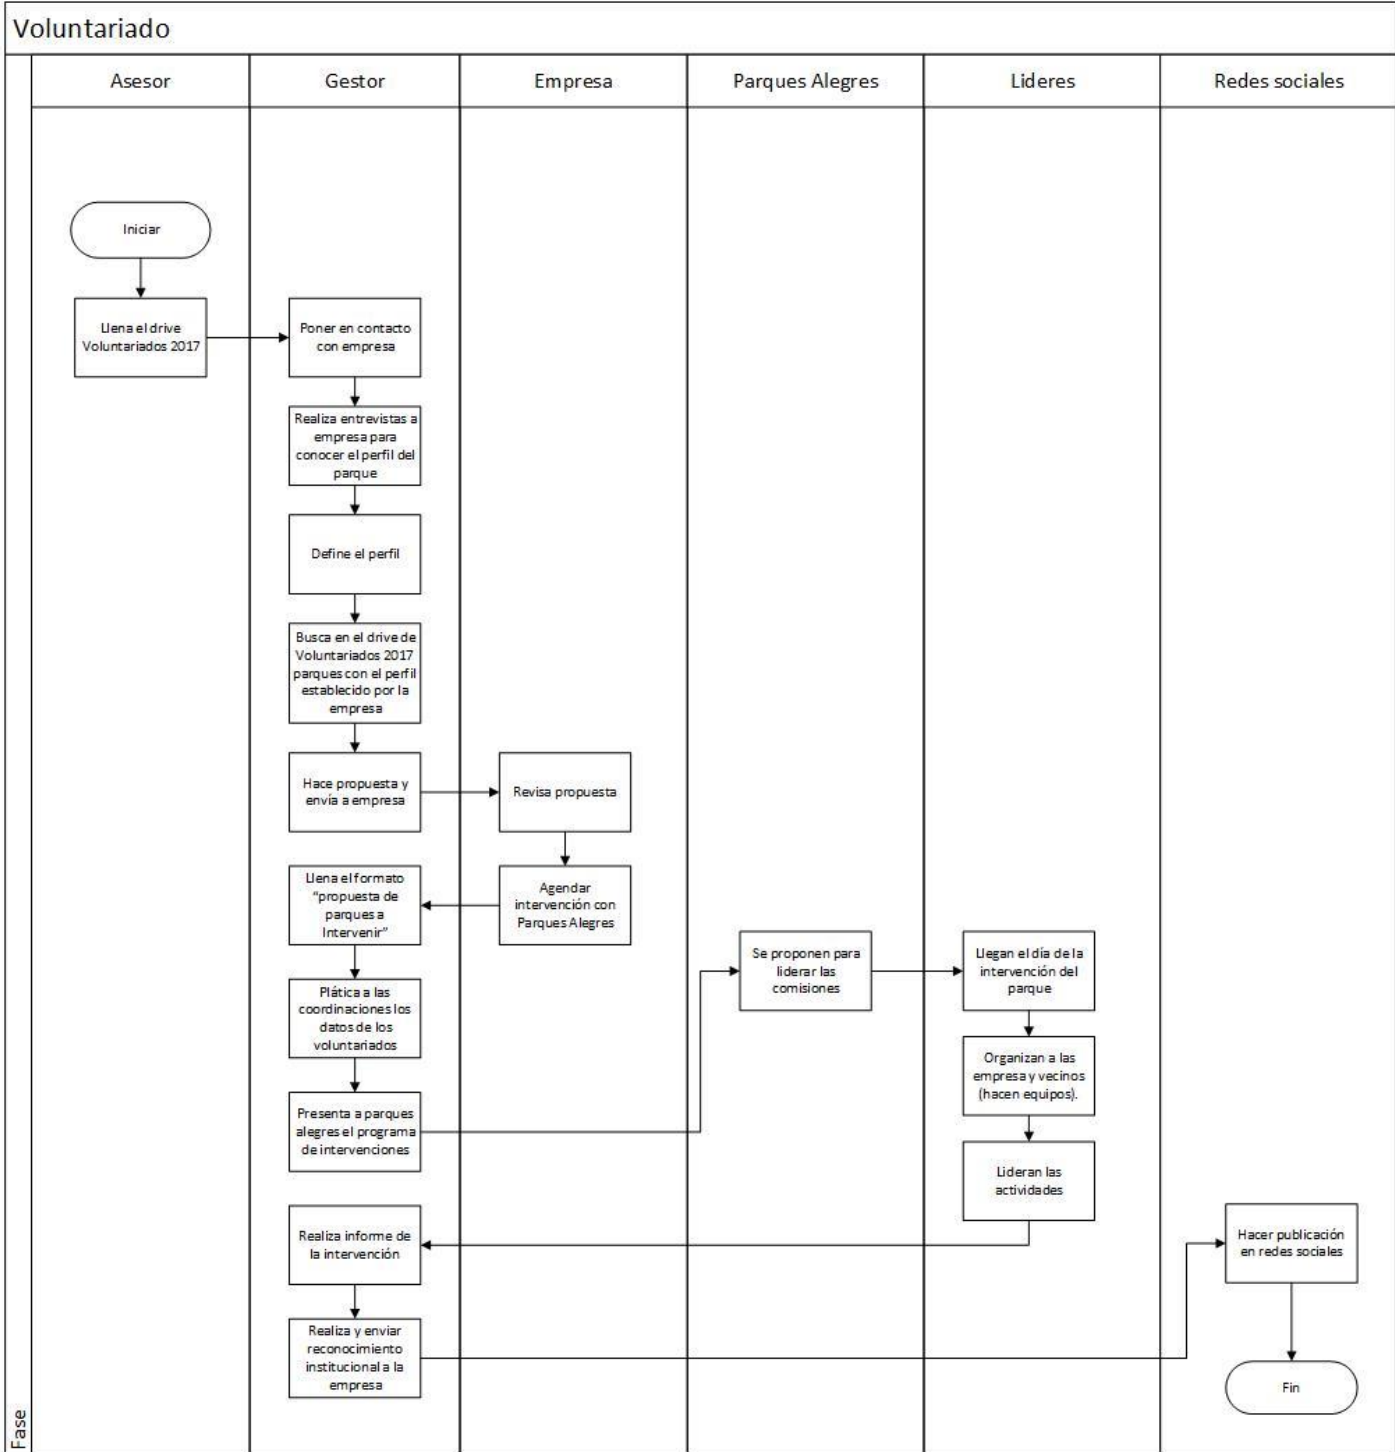 Voluntariado
Asesor
Gestor
Empresa
Parques Alegres
Lideres
Redes sociales
Iniciar
Llena el drive
Voluntariados 2017
Poner en contacto
con empresa
Realiza entrevistas a
empresa para
conocer el perfil del
parque
Define el perfil
Busca en el drive de
Voluntariados 2017
parques con el perfil
establecido por la
empresa
Hace propuesta y
envía a empresa
Revisa propuesta
Agendar
intervención con
Parques Alegres
Llena el formato
“propuesta de
parques a
Intervenir”
Plática a las
coordinaciones los
datos de los
voluntariados
Presenta a parques
alegres el programa
de intervenciones
Se proponen para
liderar las
comisiones
Llegan el día de la
intervención del
parque
Organizan a las
empresa y vecinos
(hacen equipos).
Lideran las
actividades
Realiza informe de
la intervención
Realiza y enviar
reconocimiento
institucional a la
empresa
Hacer publicación
en redes sociales
Fin
Fase